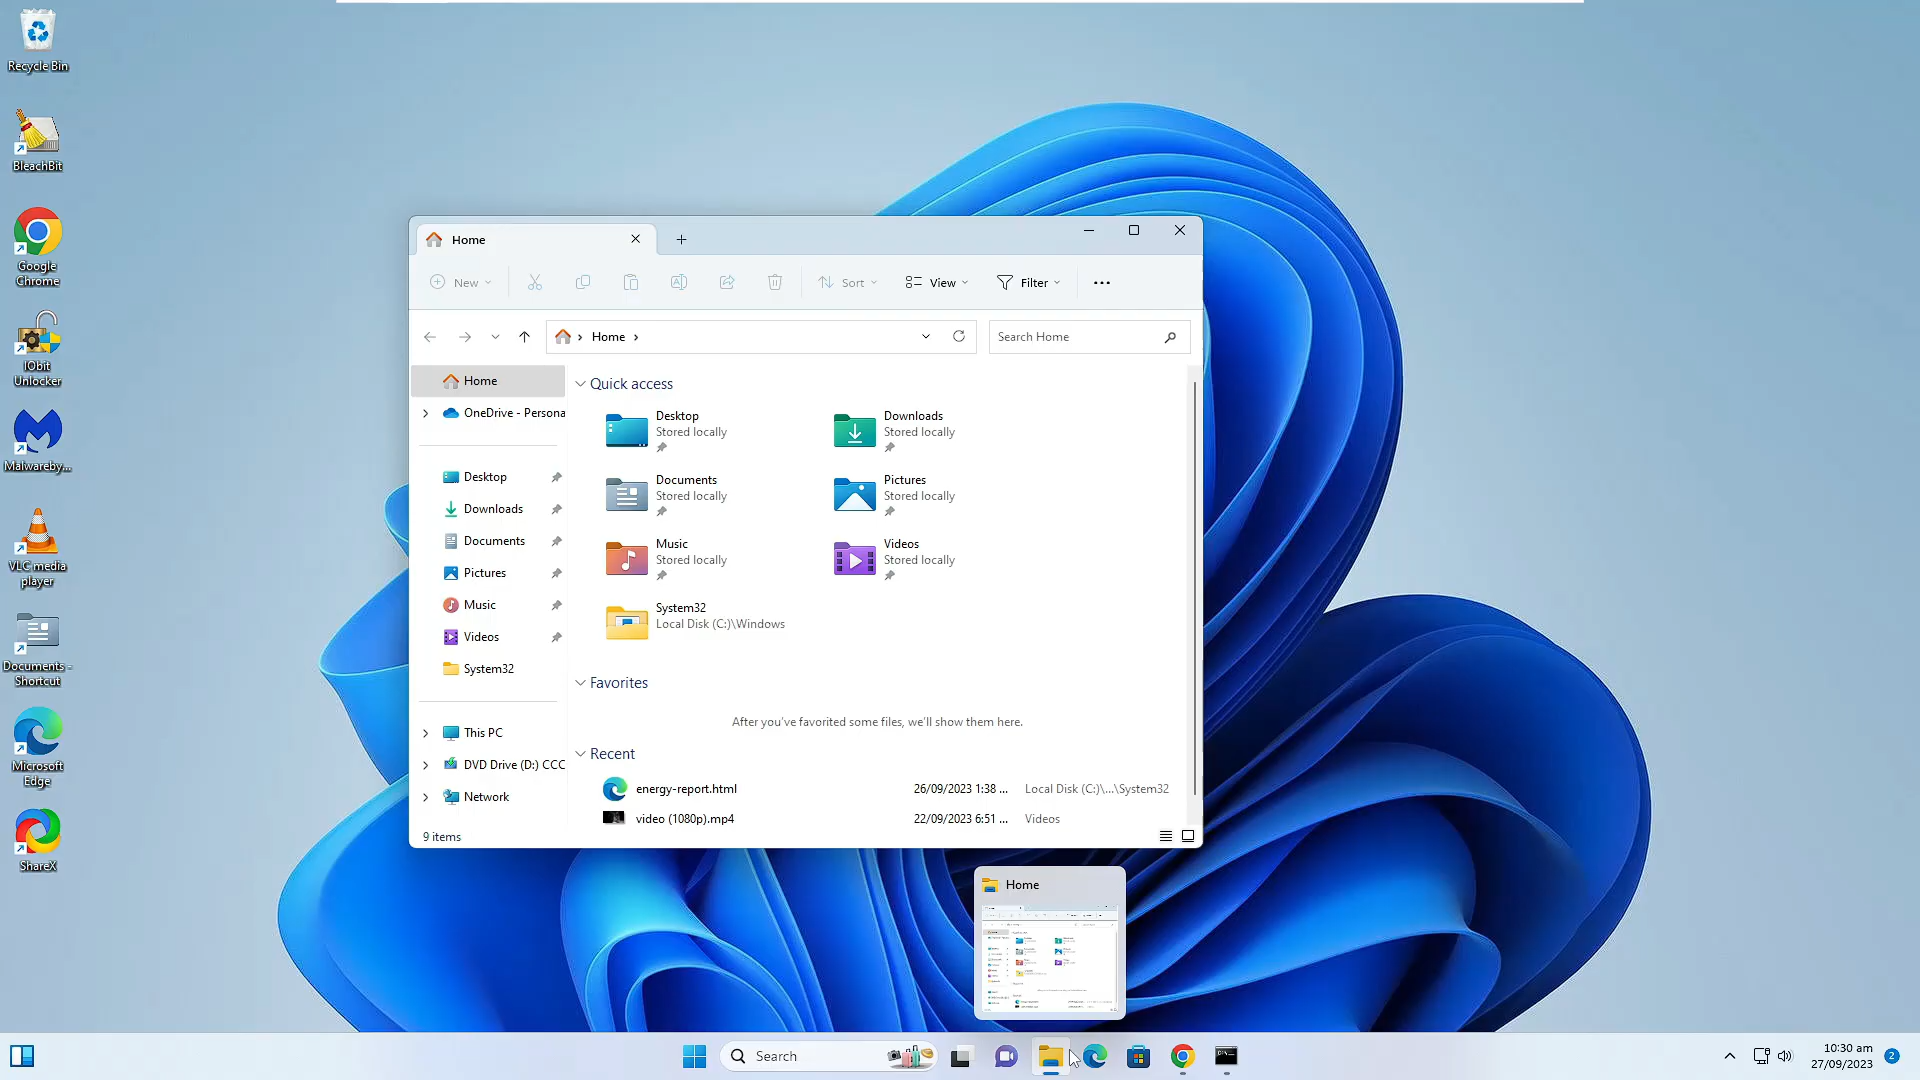 Recycle Bin
BleachBit
Google
Chrome
IObit
Unlocker
Malwareby...
VLC media
player
Documents -
Shortcut
Microsoft
Edge
ShareX
Home
New
Sort
View
Filter
Home
Search Home
Home
OneDrive - Persona
Desktop
Downloads
Documents
Pictures
Music
Videos
System32
This PC
DVD Drive (D:) CCC
Network
Quick access
Desktop
Stored locally
Downloads
Stored locally
Documents
Stored locally
Pictures
Stored locally
Music
Stored locally
Videos
Stored locally
System32
Local Disk (C:)\Windows
Favorites
After you've favorited some files, we'll show them here.
Recent
energy-report.html 26/09/2023 1:38 ... Local Disk (C:)\...\System32
video (1080p).mp4 22/09/2023 6:51 ... Videos
9 items
Home
Search
10:30 am
27/09/2023
2